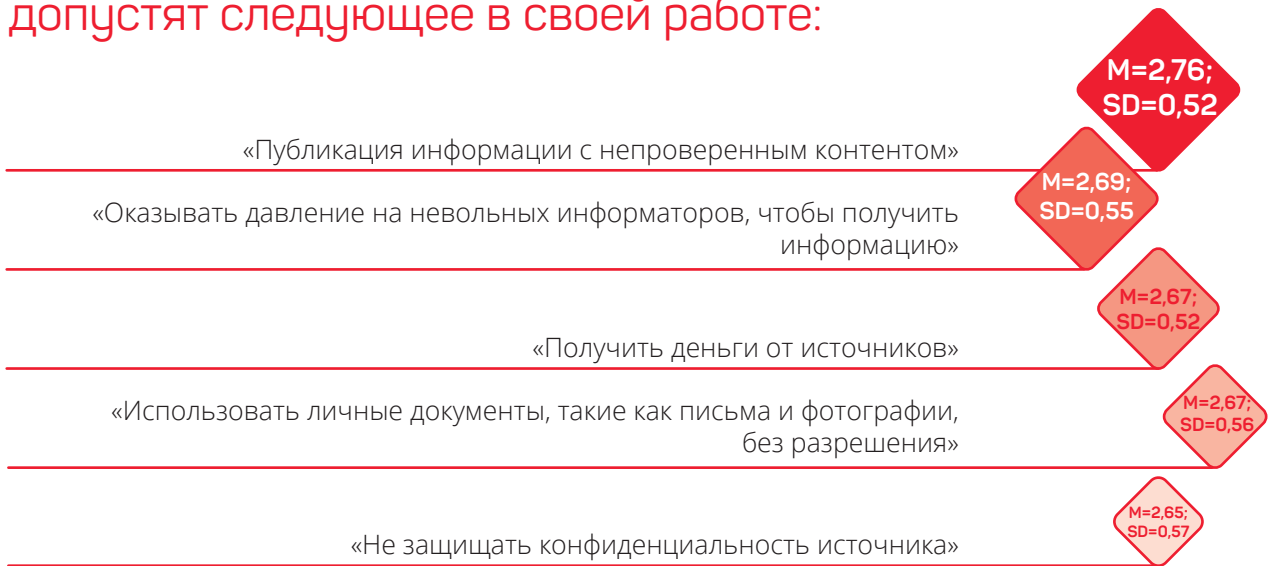 допустят следующее в своей работе:
M=2,76;
SD=0,52
«Публикация информации с непроверенным контентом»
M=2,69;
SD=0,55
«Оказывать давление на невольных информаторов, чтобы получить
информацию»
M=2,67;
SD=0,52
«Получить деньги от источников»
M=2,67;
SD=0,56
«Использовать личные документы, такие как письма и фотографии,
без разрешения»
M=2,65;
SD=0,57
«Не защищать конфиденциальность источника»